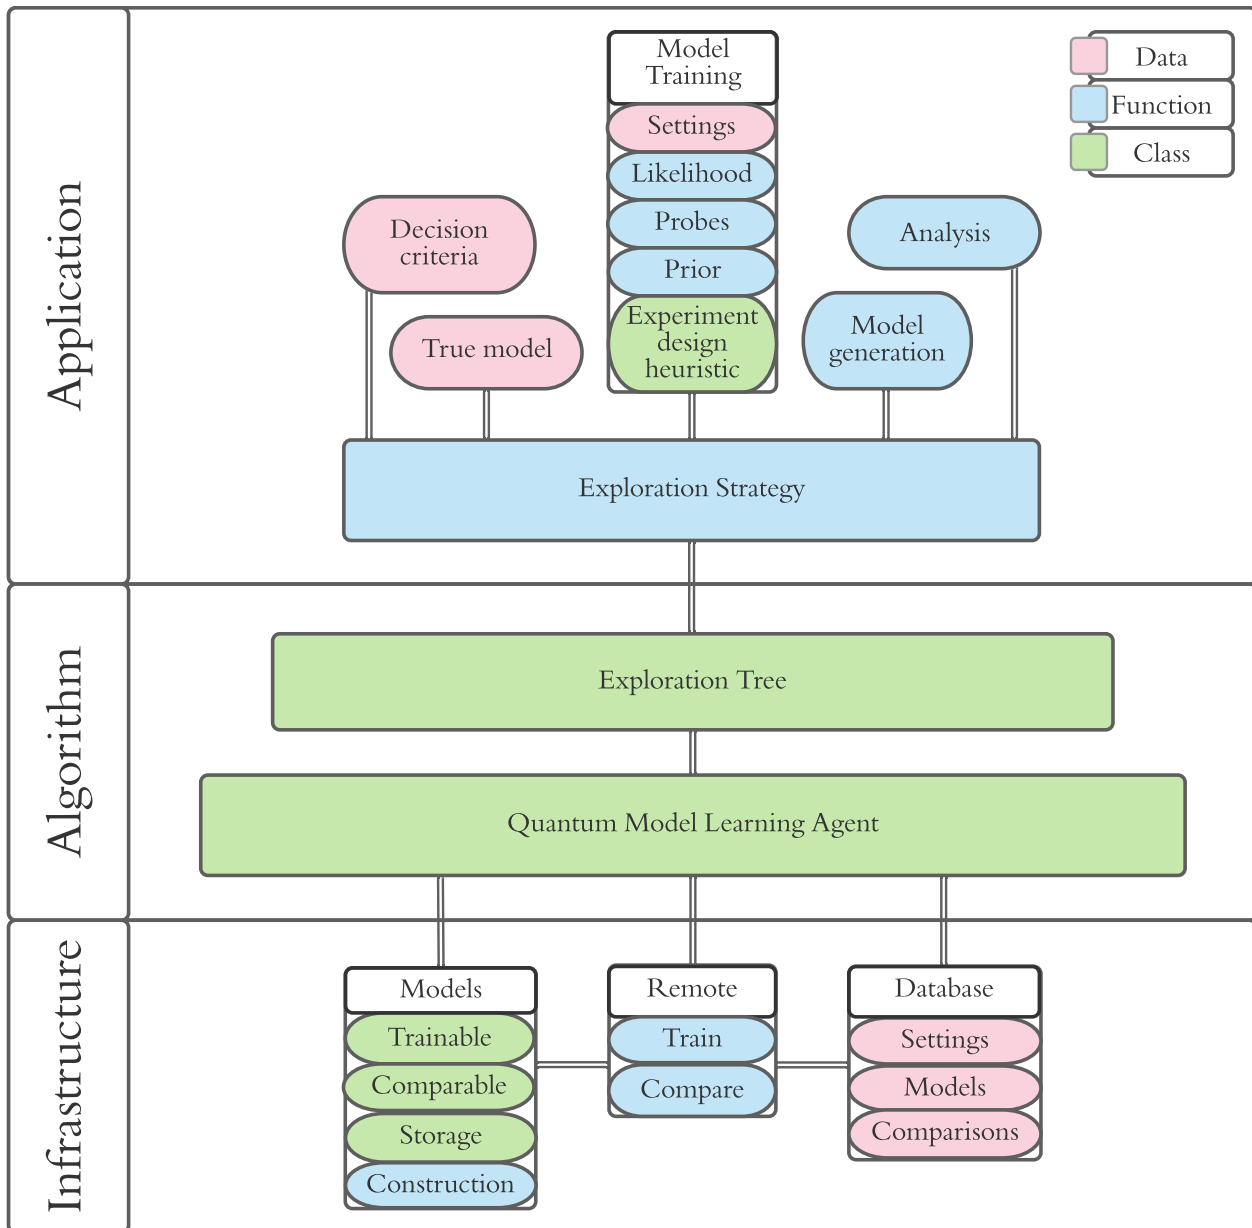 Application
Model
Training
Settings
Likelihood
Probes
Prior
Experiment
design
heuristic
Decision
criteria
True model
Analysis
Model
generation
Data
Function
Class
Exploration Strategy
Algorithm
Exploration Tree
Quantum Model Learning Agent
Infrastructure
Models
Trainable
Comparable
Storage
Construction
Remote
Train
Compare
Database
Settings
Models
Comparisons